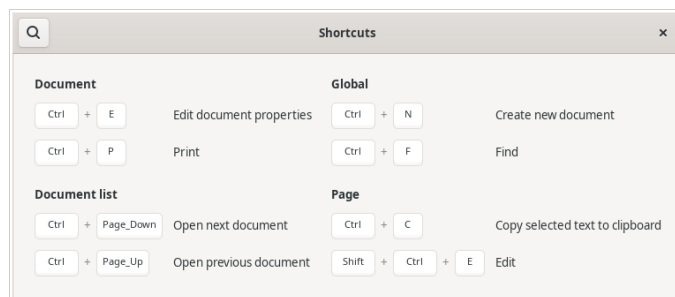 Shortcuts
Document
Ctrl + E Edit document properties
Ctrl + P Print
Document list
Ctrl + Page_Down Open next document
Ctrl + Page_Up Open previous document
Global
Ctrl + N Create new document
Ctrl + F Find
Page
Ctrl + C Copy selected text to clipboard
Shift + Ctrl + E Edit